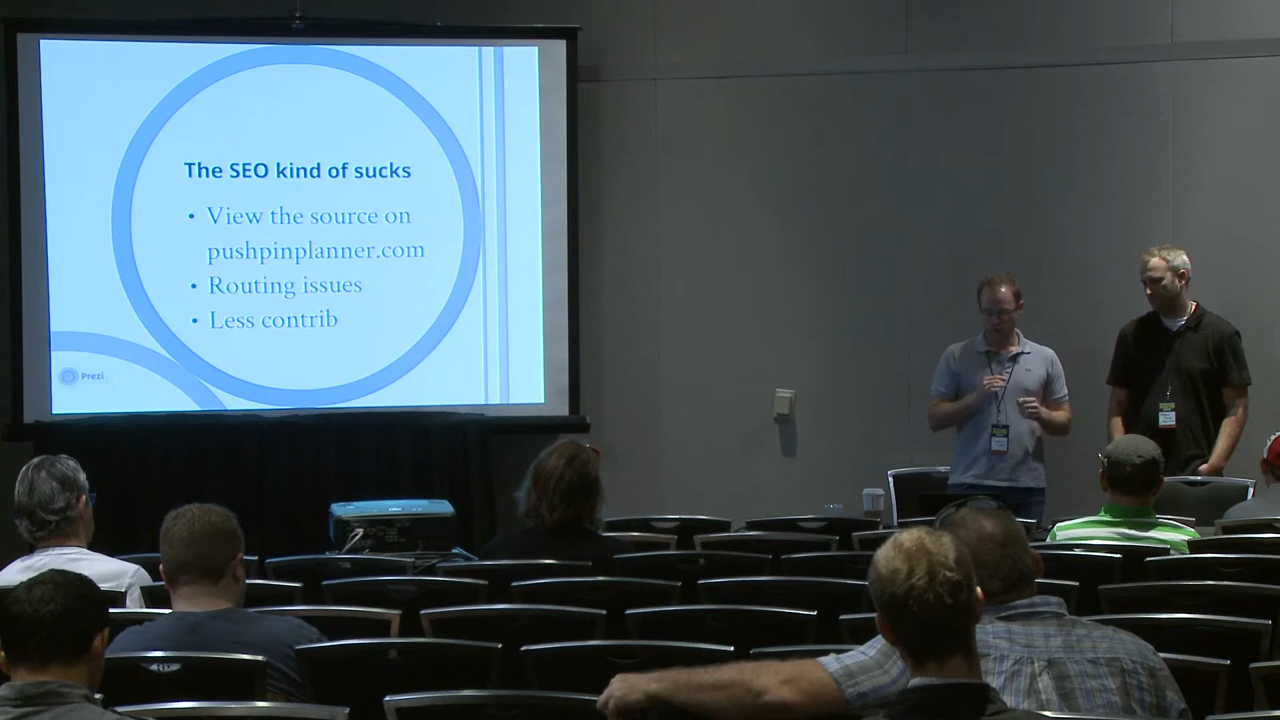 The SEO kind of sucks
• View the source on
pushpinplanner.com
• Routing issues
• Less contrib
Prezi